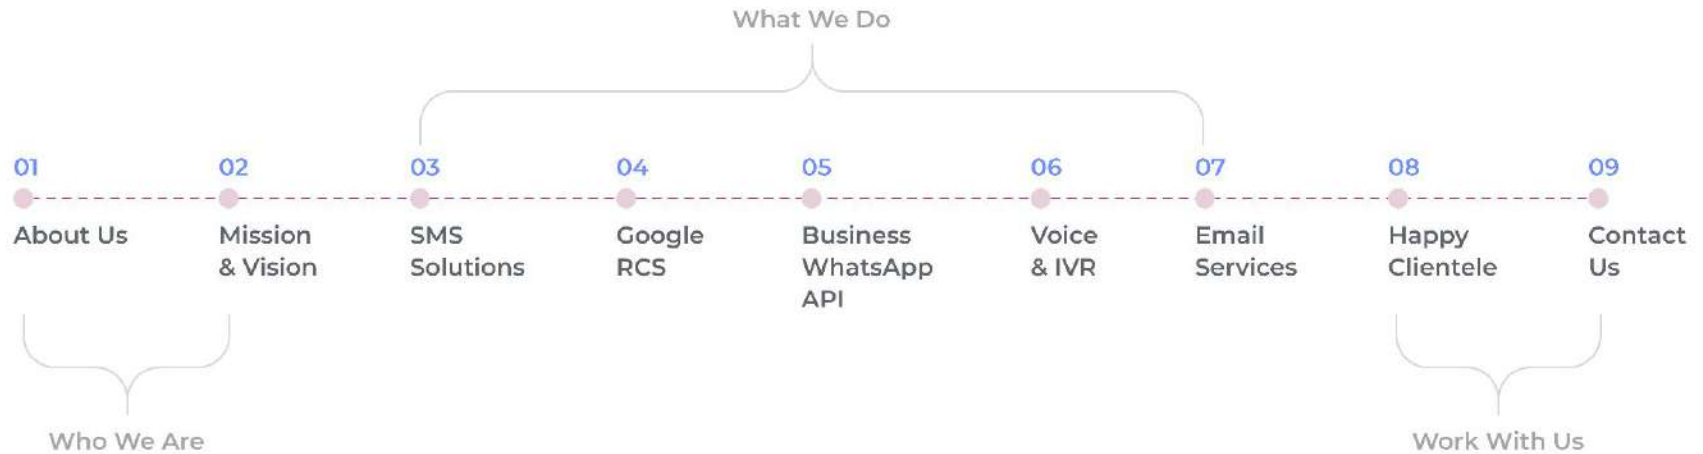 What We Do
01
About Us
02
Mission
& Vision
03
SMS
Solutions
04
Google
RCS
05
Business
WhatsApp
API
06
Voice
& IVR
07
Email
Services
08
Happy
Clientele
09
Contact
Us
Who We Are
Work With Us